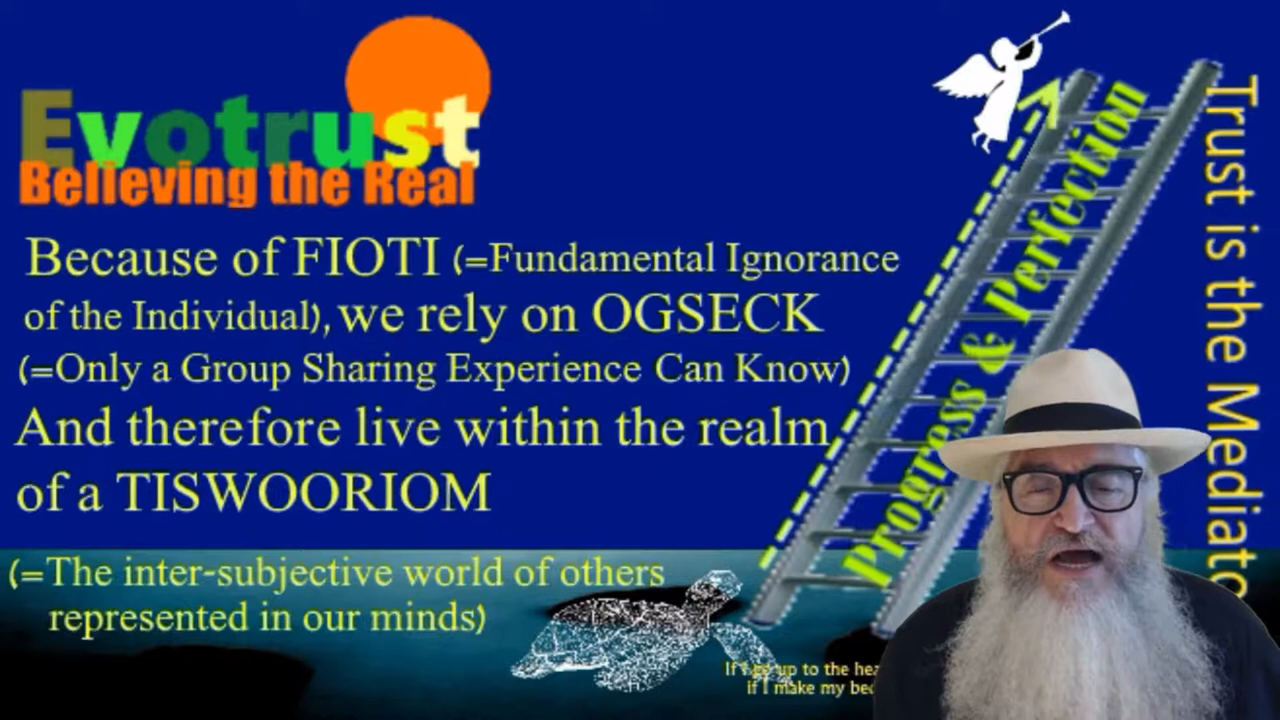 Evotrust
Believing the Real
Because of FIOTI (=Fundamental Ignorance
of the Individual), we rely on OGSECK
(=Only a Group Sharing Experience Can Know)
And therefore live within the realm
of a TISWOORIOM
(=The inter-subjective world of others
represented in our minds)
Progress & Perfection
Trust is the Mediato
If I go up to the hea
if I make my bed